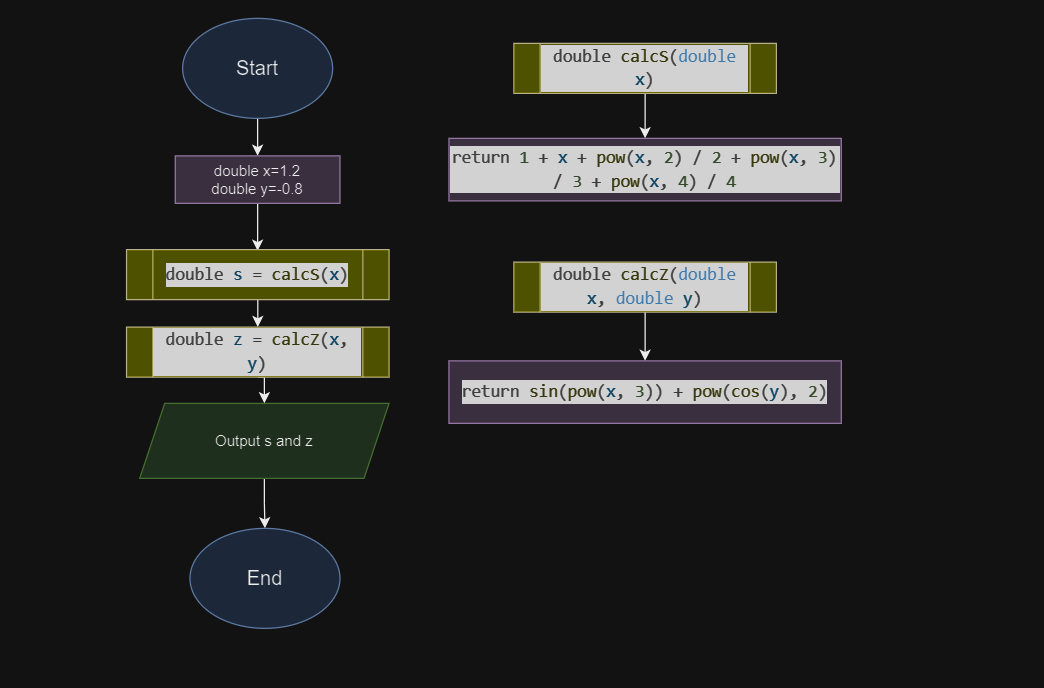 Start
double x=1.2
double y=-0.8
double s = calcS(x)
double z = calcZ(x,
y)
Output s and z
End
double calcS(double
x)
return 1 + x + pow(x, 2) / 2 + pow(x, 3)
/ 3 + pow(x, 4) / 4
double calcZ(double
x, double y)
return sin(pow(x, 3)) + pow(cos(y), 2)